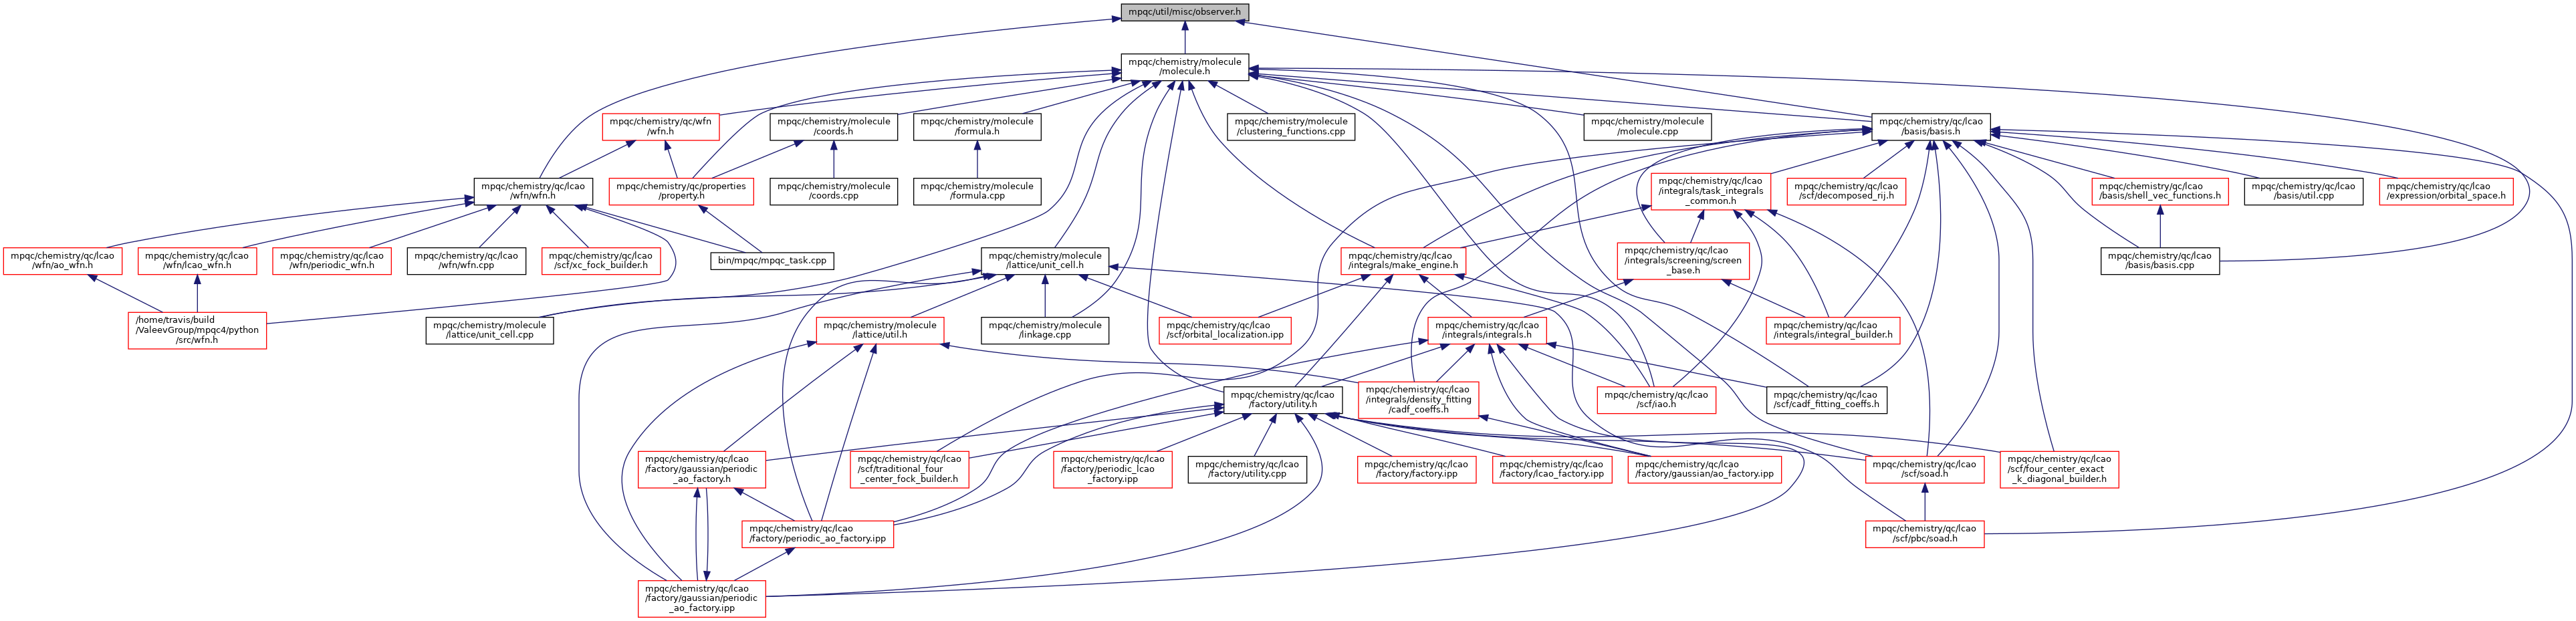 mpqc/util/misc/observer.h
mpqc/chemistry/molecule
/molecule.h
mpqc/chemistry/qc/wfn
/wfn.h
mpqc/chemistry/molecule
/coords.h
mpqc/chemistry/molecule
/formula.h
mpqc/chemistry/molecule
/clustering_functions.cpp
mpqc/chemistry/molecule
/molecule.cpp
mpqc/chemistry/qc/lcao
/basis/basis.h
mpqc/chemistry/qc/lcao
/wfn/wfn.h
mpqc/chemistry/qc/properties
/property.h
mpqc/chemistry/molecule
/coords.cpp
mpqc/chemistry/molecule
/formula.cpp
mpqc/chemistry/qc/lcao
/integrals/task_integrals
_common.h
mpqc/chemistry/qc/lcao
/scf/decomposed_rij.h
mpqc/chemistry/qc/lcao
/basis/shell_vec_functions.h
mpqc/chemistry/qc/lcao
/basis/util.cpp
mpqc/chemistry/qc/lcao
/expression/orbital_space.h
mpqc/chemistry/qc/lcao
/wfn/ao_wfn.h
mpqc/chemistry/qc/lcao
/wfn/lcao_wfn.h
mpqc/chemistry/qc/lcao
/wfn/periodic_wfn.h
mpqc/chemistry/qc/lcao
/wfn/wfn.cpp
mpqc/chemistry/qc/lcao
/scf/xc_fock_builder.h
bin/mpqc/mpqc_task.cpp
mpqc/chemistry/molecule
/lattice/unit_cell.h
mpqc/chemistry/qc/lcao
/integrals/make_engine.h
mpqc/chemistry/qc/lcao
/integrals/screening/screen
_base.h
mpqc/chemistry/qc/lcao
/basis/basis.cpp
/home/travis/build
/ValeevGroup/mpqc4/python
/src/wfn.h
mpqc/chemistry/molecule
/lattice/unit_cell.cpp
mpqc/chemistry/molecule
/lattice/util.h
mpqc/chemistry/molecule
/linkage.cpp
mpqc/chemistry/qc/lcao
/scf/orbital_localization.ipp
mpqc/chemistry/qc/lcao
/integrals/integrals.h
mpqc/chemistry/qc/lcao
/integrals/integral_builder.h
mpqc/chemistry/qc/lcao
/factory/utility.h
mpqc/chemistry/qc/lcao
/integrals/density_fitting
/cadf_coeffs.h
mpqc/chemistry/qc/lcao
/scf/iao.h
mpqc/chemistry/qc/lcao
/scf/cadf_fitting_coeffs.h
mpqc/chemistry/qc/lcao
/factory/gaussian/periodic
_ao_factory.h
mpqc/chemistry/qc/lcao
/scf/traditional_four
_center_fock_builder.h
mpqc/chemistry/qc/lcao
/factory/periodic_lcao
_factory.ipp
mpqc/chemistry/qc/lcao
/factory/utility.cpp
mpqc/chemistry/qc/lcao
/factory/factory.ipp
mpqc/chemistry/qc/lcao
/factory/lcao_factory.ipp
mpqc/chemistry/qc/lcao
/factory/gaussian/ao_factory.ipp
mpqc/chemistry/qc/lcao
/scf/soad.h
mpqc/chemistry/qc/lcao
/scf/four_center_exact
_k_diagonal_builder.h
mpqc/chemistry/qc/lcao
/factory/periodic_ao_factory.ipp
mpqc/chemistry/qc/lcao
/scf/pbc/soad.h
mpqc/chemistry/qc/lcao
/factory/gaussian/periodic
_ao_factory.ipp